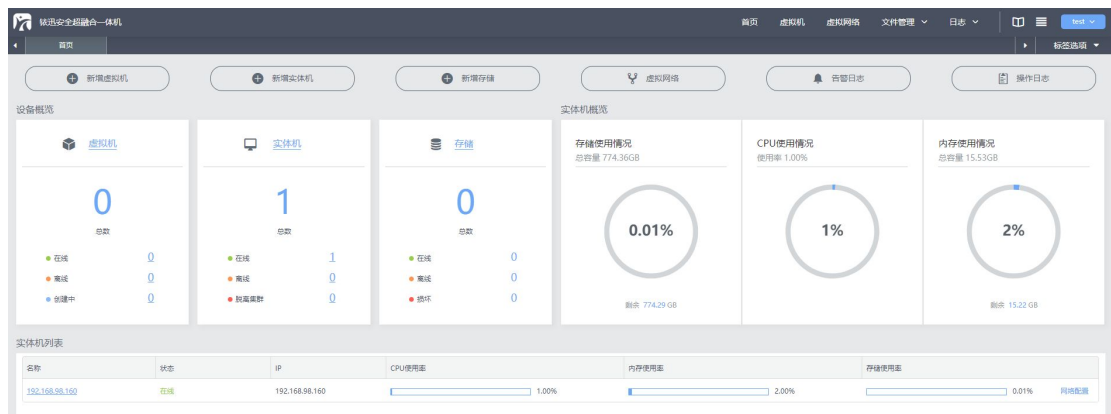 铱迅安全超融合一体机 首页 虚拟机 虚拟网络 文件管理 日志 test
首页 标签选项
新增虚拟机 新增实体机 新增存储 虚拟网络 告警日志 操作日志
设备概览 实体机概览
虚拟机 实体机 存储 存储使用情况 CPU使用情况 内存使用情况
总容量 774.36GB 使用率 1.00% 总容量 15.53GB
0 1 0
总数 总数 总数
0.01% 1% 2%
在线 0 在线 1 在线 0
离线 0 离线 0 离线 0
创建中 0 脱离集群 0 损坏 0
剩余 774.29 GB 剩余 15.22 GB
实体机列表
名称 状态 IP CPU使用率 内存使用率 存储使用率
192.168.98.160 在线 192.168.98.160 1.00% 2.00% 0.01% 网络配置